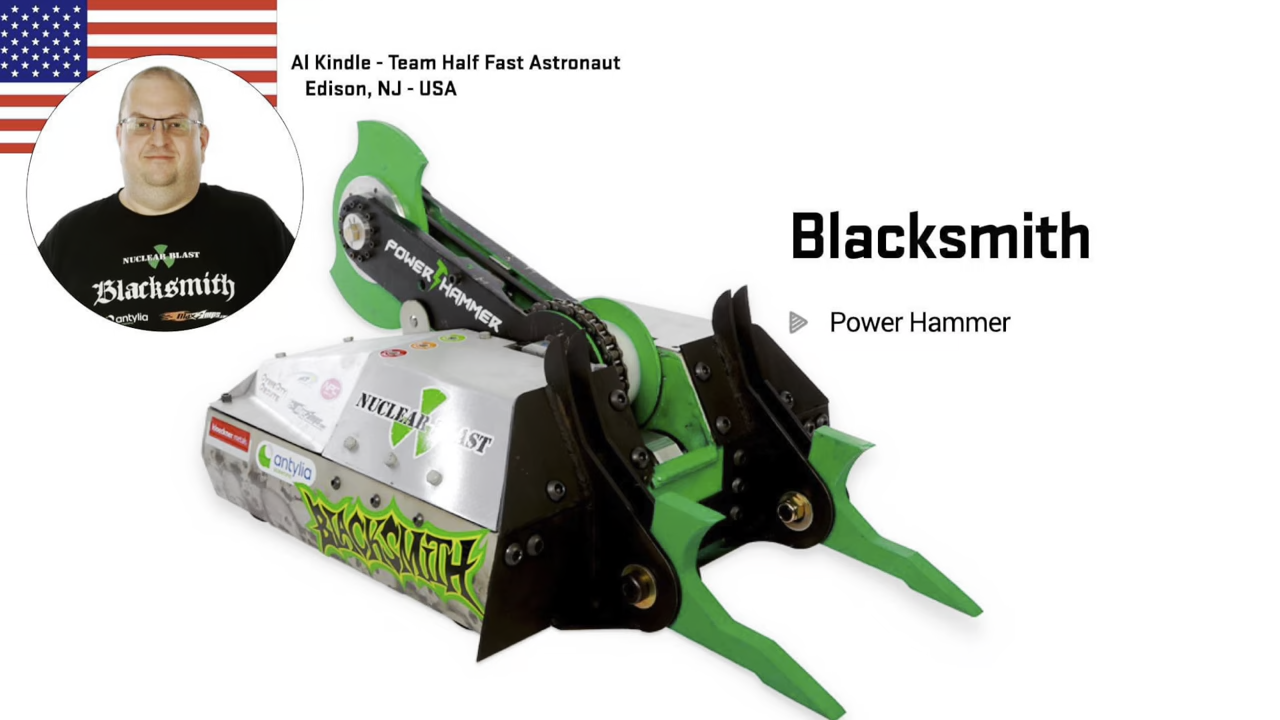 Al Kindle - Team Half Fast Astronaut
Edison, NJ - USA
NUCLEAR BLAST
Blacksmith
antylia
Blacksmith
Power Hammer
POWER HAMMER
NUCLEAR BLAST
antylia
BLACKSMITH